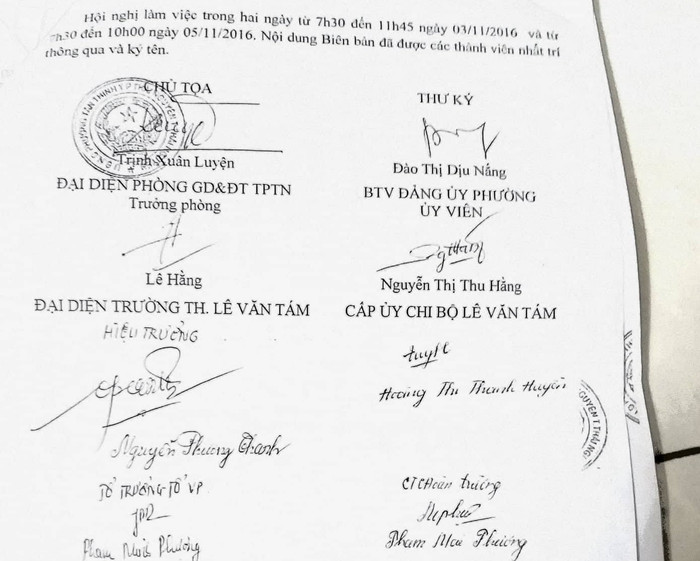 Hội nghị làm việc trong hai ngày từ 7h30 đến 11h45 ngày 03/11/2016 và từ
7h30 đến 10h00 ngày 05/11/2016. Nội dung Biên bản đã được các thành viên nhất trí
thông qua và ký tên.
CHỦ TỌA
THƯ KÝ
Trịnh Xuân Luyện
Đào Thị Dịu Nắng
ĐẠI DIỆN PHÒNG GD&ĐT TPTN
Trưởng phòng
BTV ĐẢNG ỦY PHƯỜNG
ỦY VIÊN
Lê Hằng
Nguyễn Thị Thu Hằng
ĐẠI DIỆN TRƯỜNG TH. LÊ VĂN TÁM
CẤP ỦY CHI BỘ LÊ VĂN TÁM
HIỆU TRƯỞNG
Hoàng Thị Thanh Huyền
Nguyễn Phương Thanh
TỔ TRƯỞNG TỔ VP
CTCĐoàn trường
Phạm Minh Phương
Phạm Mai Phương